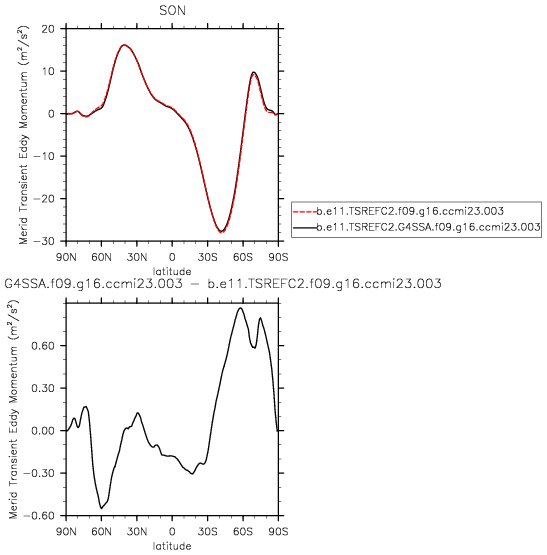 SON
Merid Transient Eddy Momentum (m²/s²)
20
10
0
−10
−20
−30
90N 60N 30N 0 30S 60S 90S
latitude
b.e11.TSREFC2.f09.g16.ccmi23.003
b.e11.TSREFC2.G4SSA.f09.g16.ccmi23.003
G4SSA.f09.g16.ccmi23.003 − b.e11.TSREFC2.f09.g16.ccmi23.003
Merid Transient Eddy Momentum (m²/s²)
0.60
0.30
0.00
−0.30
−0.60
90N 60N 30N 0 30S 60S 90S
latitude